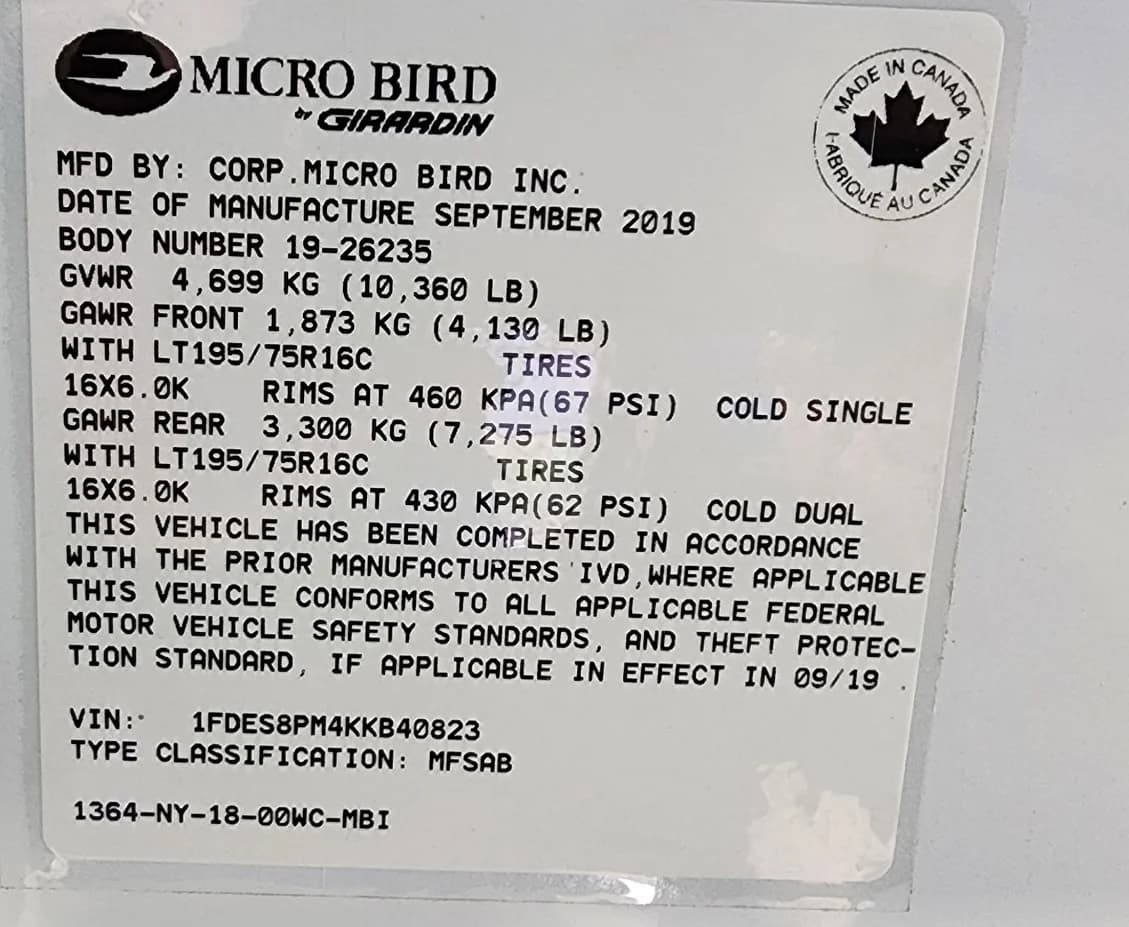 MICRO BIRD
by GIRARDIN
MADE IN CANADA
FABRIQUÉ AU CANADA
MFD BY: CORP.MICRO BIRD INC.
DATE OF MANUFACTURE SEPTEMBER 2019
BODY NUMBER 19-26235
GVWR 4,699 KG (10,360 LB)
GAWR FRONT 1,873 KG (4,130 LB)
WITH LT195/75R16C TIRES
16X6.0K RIMS AT 460 KPA(67 PSI) COLD SINGLE
GAWR REAR 3,300 KG (7,275 LB)
WITH LT195/75R16C TIRES
16X6.0K RIMS AT 430 KPA(62 PSI) COLD DUAL
THIS VEHICLE HAS BEEN COMPLETED IN ACCORDANCE
WITH THE PRIOR MANUFACTURERS'IVD,WHERE APPLICABLE
THIS VEHICLE CONFORMS TO ALL APPLICABLE FEDERAL
MOTOR VEHICLE SAFETY STANDARDS, AND THEFT PROTEC-
TION STANDARD, IF APPLICABLE IN EFFECT IN 09/19 .
VIN: 1FDES8PM4KKB40823
TYPE CLASSIFICATION: MFSAB
1364-NY-18-00WC-MBI